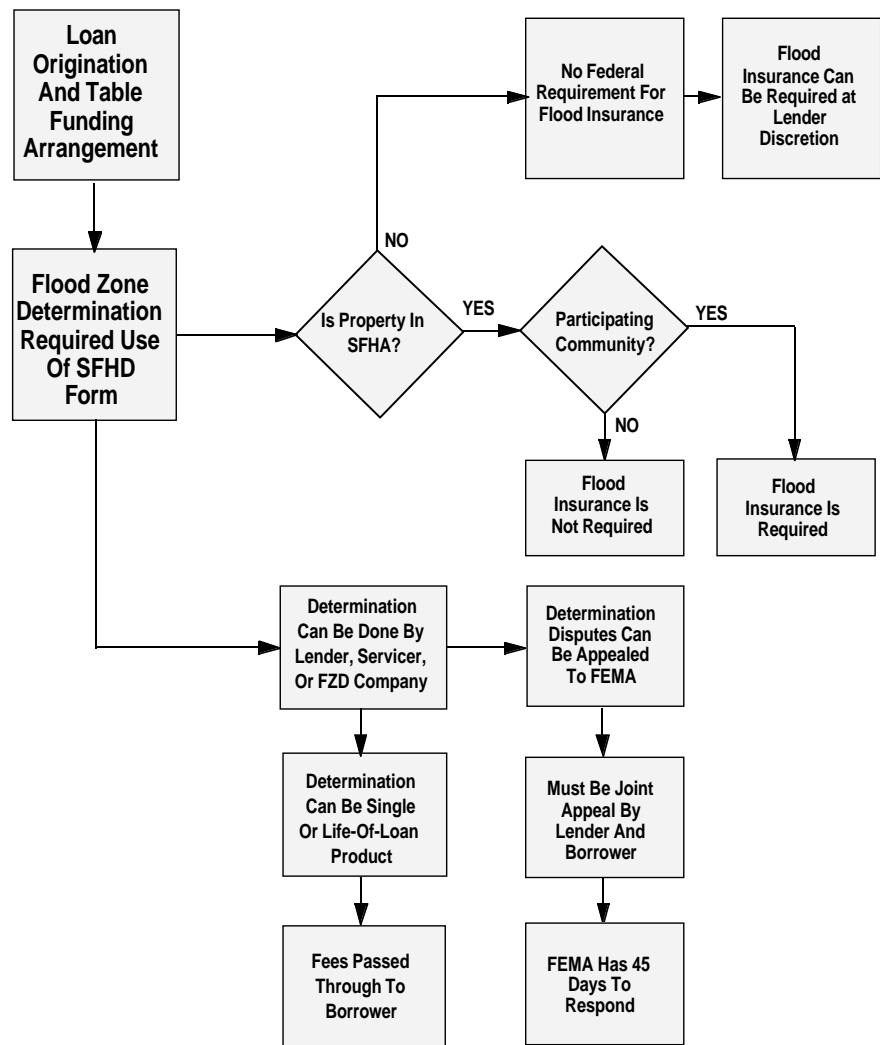 Loan
Origination
And Table
Funding
Arrangement
No Federal
Requirement For
Flood Insurance
Flood
Insurance Can
Be Required at
Lender
Discretion
NO
Flood Zone
Determination
Required Use
Of SFHD
Form
Is Property In
SFHA?
YES
Participating
Community?
YES
NO
Flood
Insurance Is
Not Required
Flood
Insurance Is
Required
Determination
Can Be Done By
Lender, Servicer,
Or FZD Company
Determination
Disputes Can
Be Appealed
To FEMA
Determination
Can Be Single
Or Life-Of-Loan
Product
Must Be Joint
Appeal By
Lender And
Borrower
Fees Passed
Through To
Borrower
FEMA Has 45
Days To
Respond